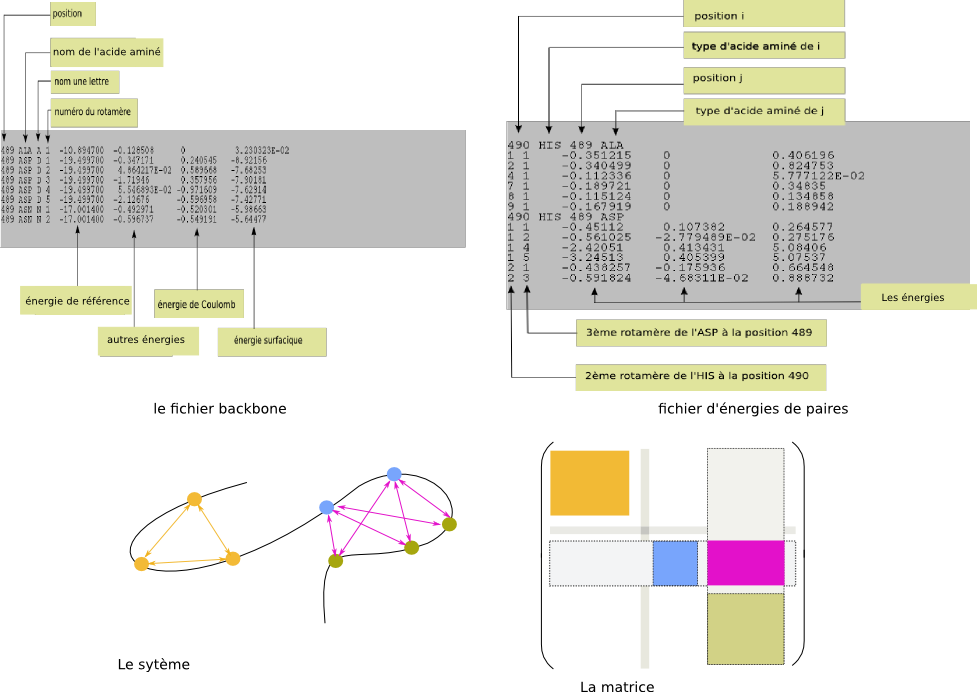 position
nom de l'acide aminé
nom une lettre
numéro du rotamère
489 ALA A 1 -10.894700 -0.128508 0 3.230323E-02
489 ASP D 1 -19.499700 -0.347171 0.240545 -8.92156
489 ASP D 2 -19.499700 4.864217E-02 0.589668 -7.68253
489 ASP D 3 -19.499700 -1.71946 0.357956 -7.90181
489 ASP D 4 -19.499700 5.546893E-02 -0.971609 -7.62914
489 ASP D 5 -19.499700 -2.12676 -0.596958 -7.42771
489 ASN N 1 -17.001400 -0.492971 -0.520301 -5.98663
489 ASN N 2 -17.001400 -0.596737 -0.549191 -5.64477
énergie de référence
énergie de Coulomb
autres énergies
énergie surfacique
le fichier backbone
position i
type d'acide aminé de i
position j
type d'acide aminé de j
490 HIS 489 ALA
1 1 -0.351215 0 0.406196
2 1 -0.340499 0 0.824753
4 1 -0.112336 0 5.777122E-02
7 1 -0.189721 0 0.34835
8 1 -0.115124 0 0.134858
9 1 -0.167919 0 0.188942
490 HIS 489 ASP
1 1 -0.45112 0.107382 0.264577
1 2 -0.561025 -2.779489E-02 0.275176
1 4 -2.42051 0.413431 5.08406
1 5 -3.24513 0.405399 5.07537
2 1 -0.438257 -0.175936 0.664548
2 3 -0.591824 -4.68311E-02 0.888732
Les énergies
3ème rotamère de l'ASP à la position 489
2ème rotamère de l'HIS à la position 490
fichier d'énergies de paires
Le sytème
La matrice